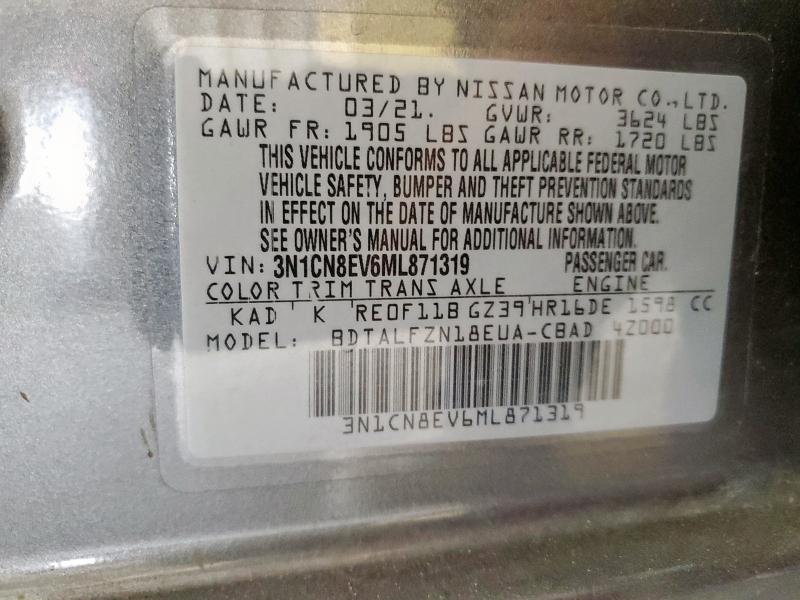 MANUFACTURED BY NISSAN MOTOR CO.,LTD.
DATE: 03/21. GVWR: 3624 LBS
GAWR FR: 1905 LBS GAWR RR: 1720 LBS
THIS VEHICLE CONFORMS TO ALL APPLICABLE FEDERAL MOTOR
VEHICLE SAFETY, BUMPER AND THEFT PREVENTION STANDARDS
IN EFFECT ON THE DATE OF MANUFACTURE SHOWN ABOVE.
SEE OWNER'S MANUAL FOR ADDITIONAL INFORMATION.
VIN: 3N1CN8EV6ML871319 PASSENGER CAR.
COLOR TRIM TRANS AXLE ENGINE
KAD K RE0F11B GZ39 HR16DE 1598 CC
MODEL: BDTALFZN18EUA-CBAD 4Z000
3N1CN8EV6ML871319